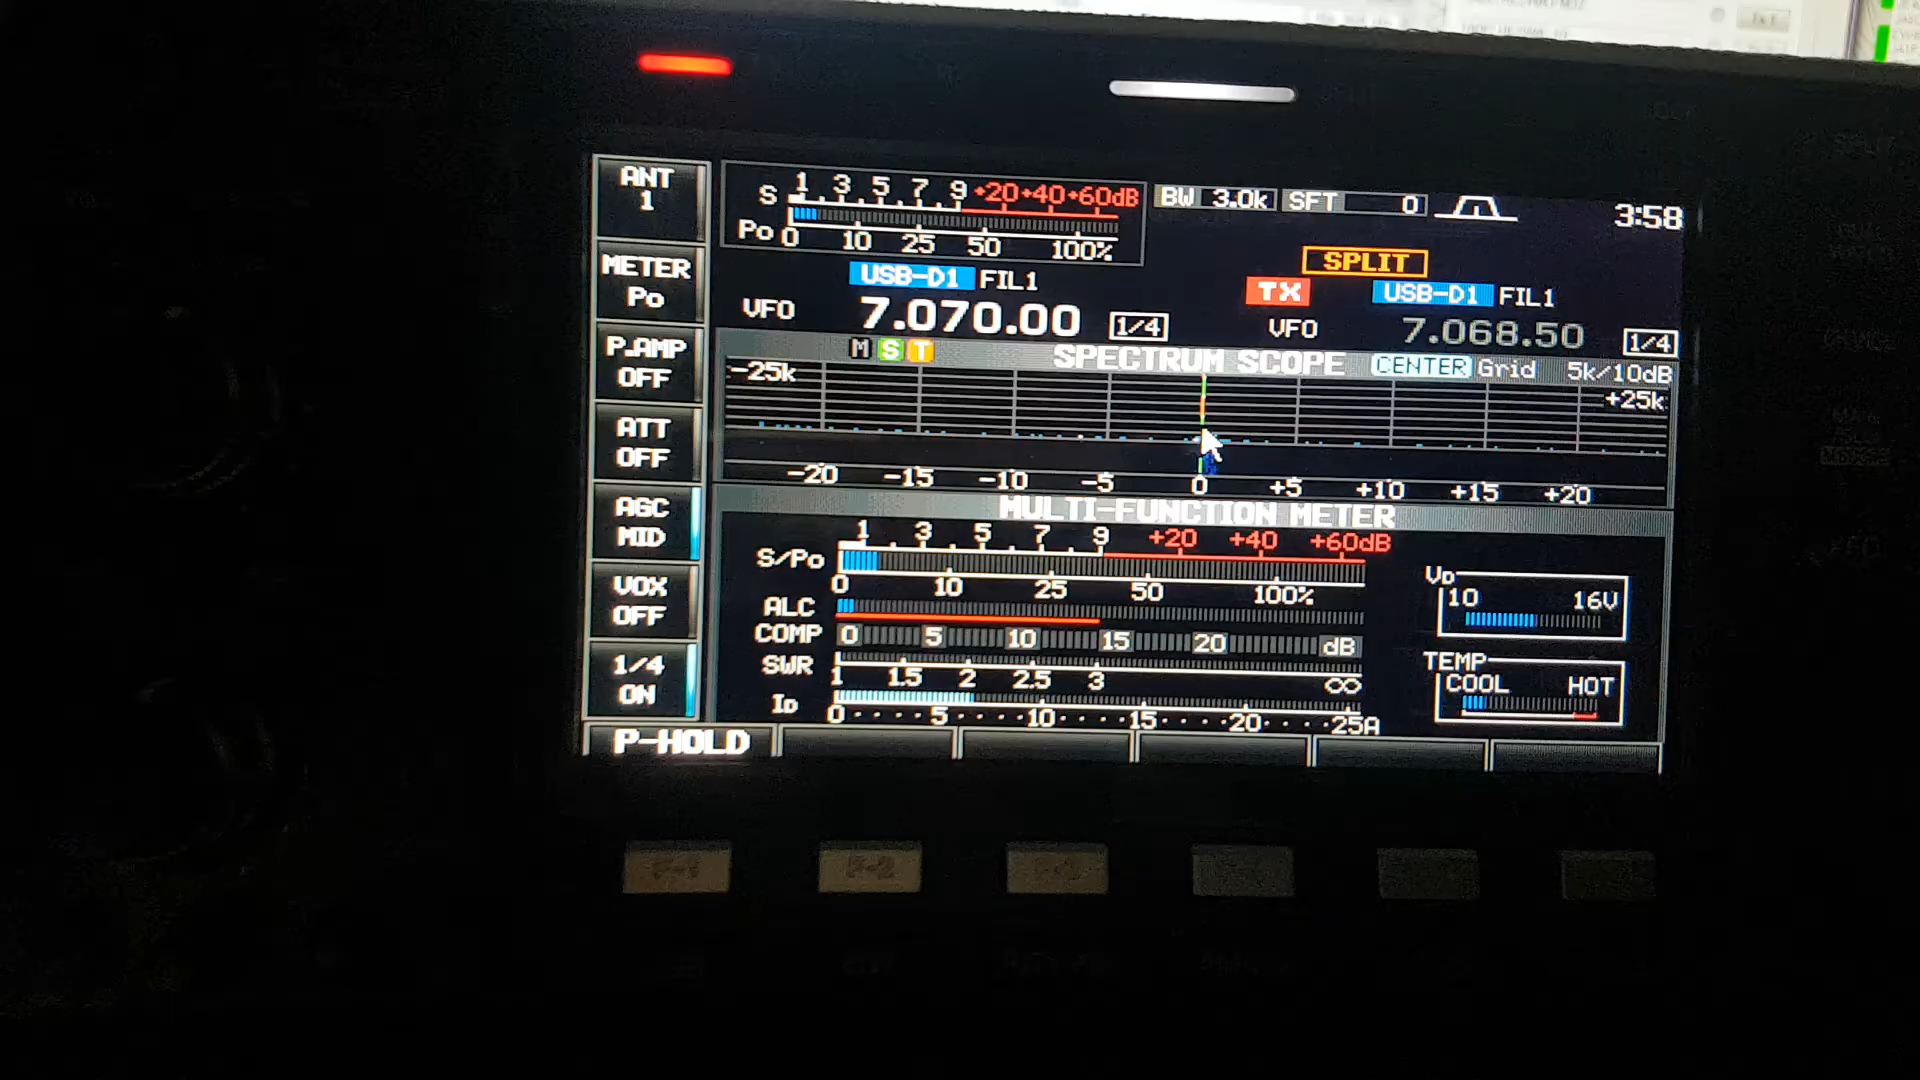 ANT
1
METER
Po
P.AMP
OFF
ATT
OFF
AGC
MID
VOX
OFF
1/4
ON
S 1 3 5 7 9 +20 +40 +60dB
Po 0 10 25 50 100%
BW 3.0k SFT 0
3:58
SPLIT
USB-D1 FIL1
TX USB-D1 FIL1
VFO 7.070.00 1/4
VFO 7.068.50 1/4
M S T
SPECTRUM SCOPE CENTER Grid 5k/10dB
-25k +25k
-20 -15 -10 -5 0 +5 +10 +15 +20
MULTI-FUNCTION METER
1 3 5 7 9 +20 +40 +60dB
S/Po
0 10 25 50 100%
ALC
COMP 0 5 10 15 20 dB
SWR
1 1.5 2 2.5 3 ∞
ID
0 5 10 15 20 25A
VD
10 16V
TEMP
COOL HOT
P-HOLD
F-1 F-2